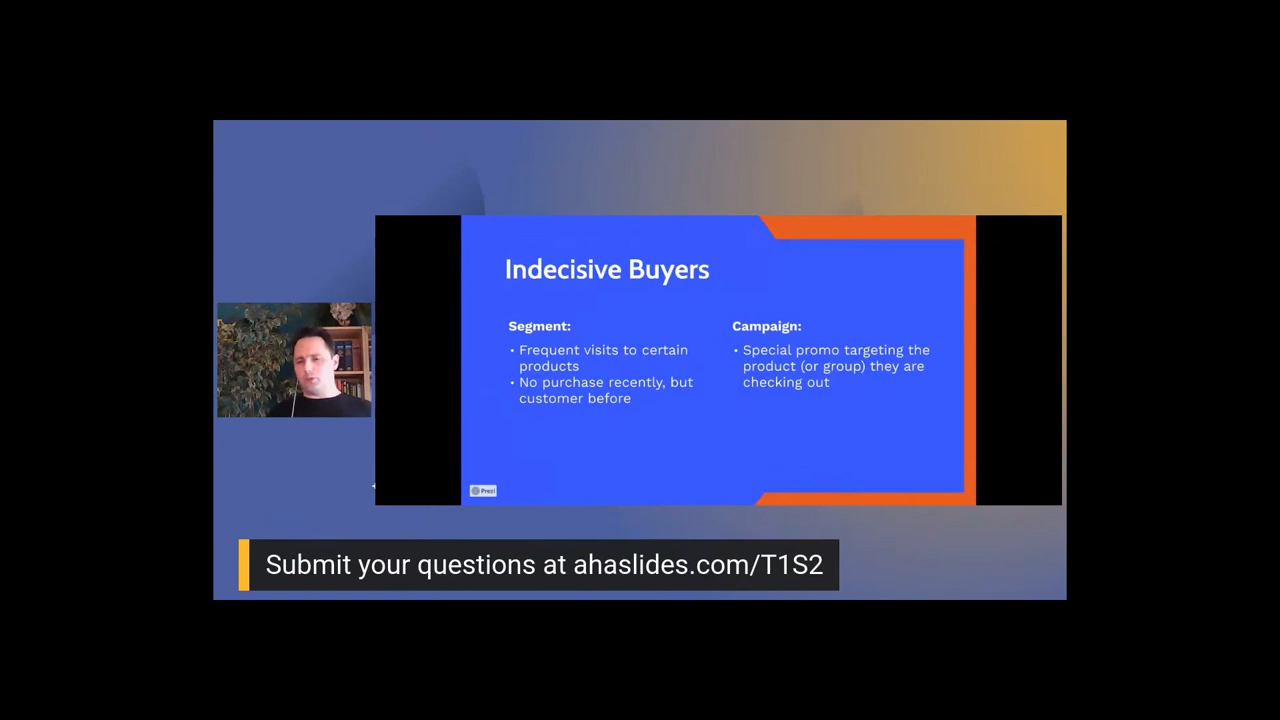 Indecisive Buyers
Segment:
• Frequent visits to certain
products
• No purchase recently, but
customer before
Campaign:
• Special promo targeting the
product (or group) they are
checking out
Prezi
Submit your questions at ahaslides.com/T1S2